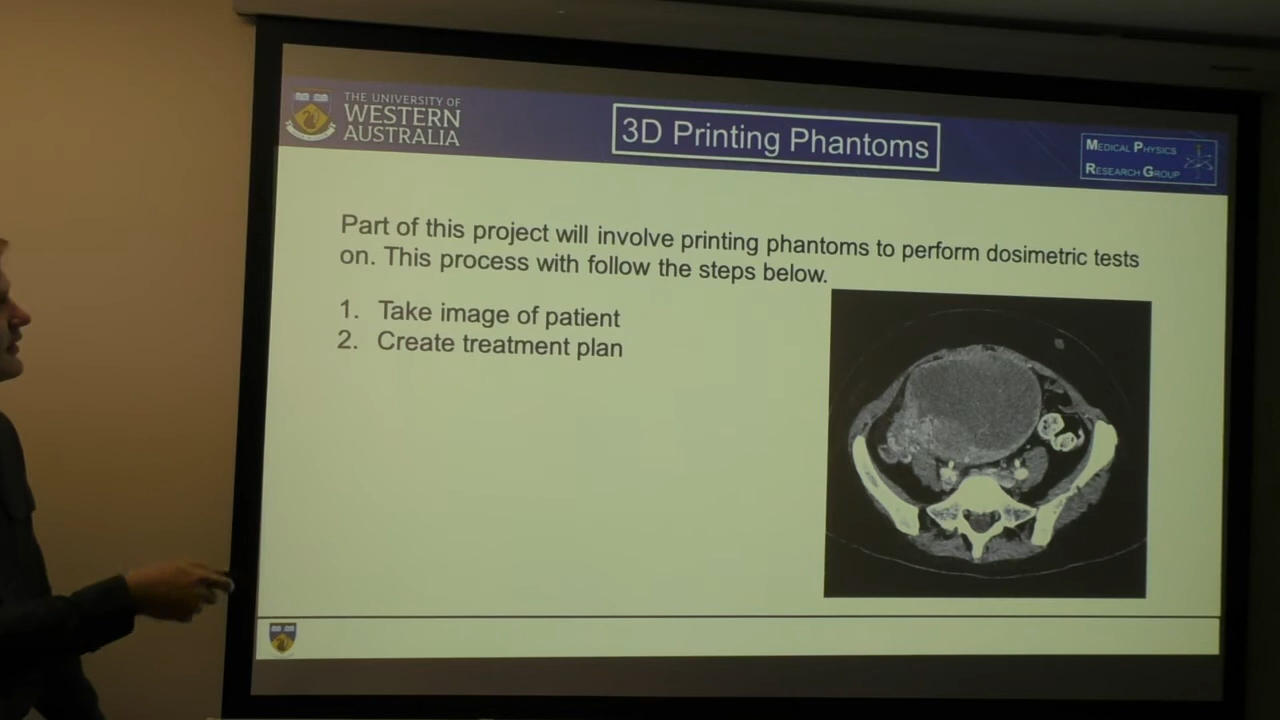 THE UNIVERSITY OF
WESTERN
AUSTRALIA
3D Printing Phantoms
MEDICAL PHYSICS
RESEARCH GROUP
Part of this project will involve printing phantoms to perform dosimetric tests
on. This process with follow the steps below.
1. Take image of patient
2. Create treatment plan